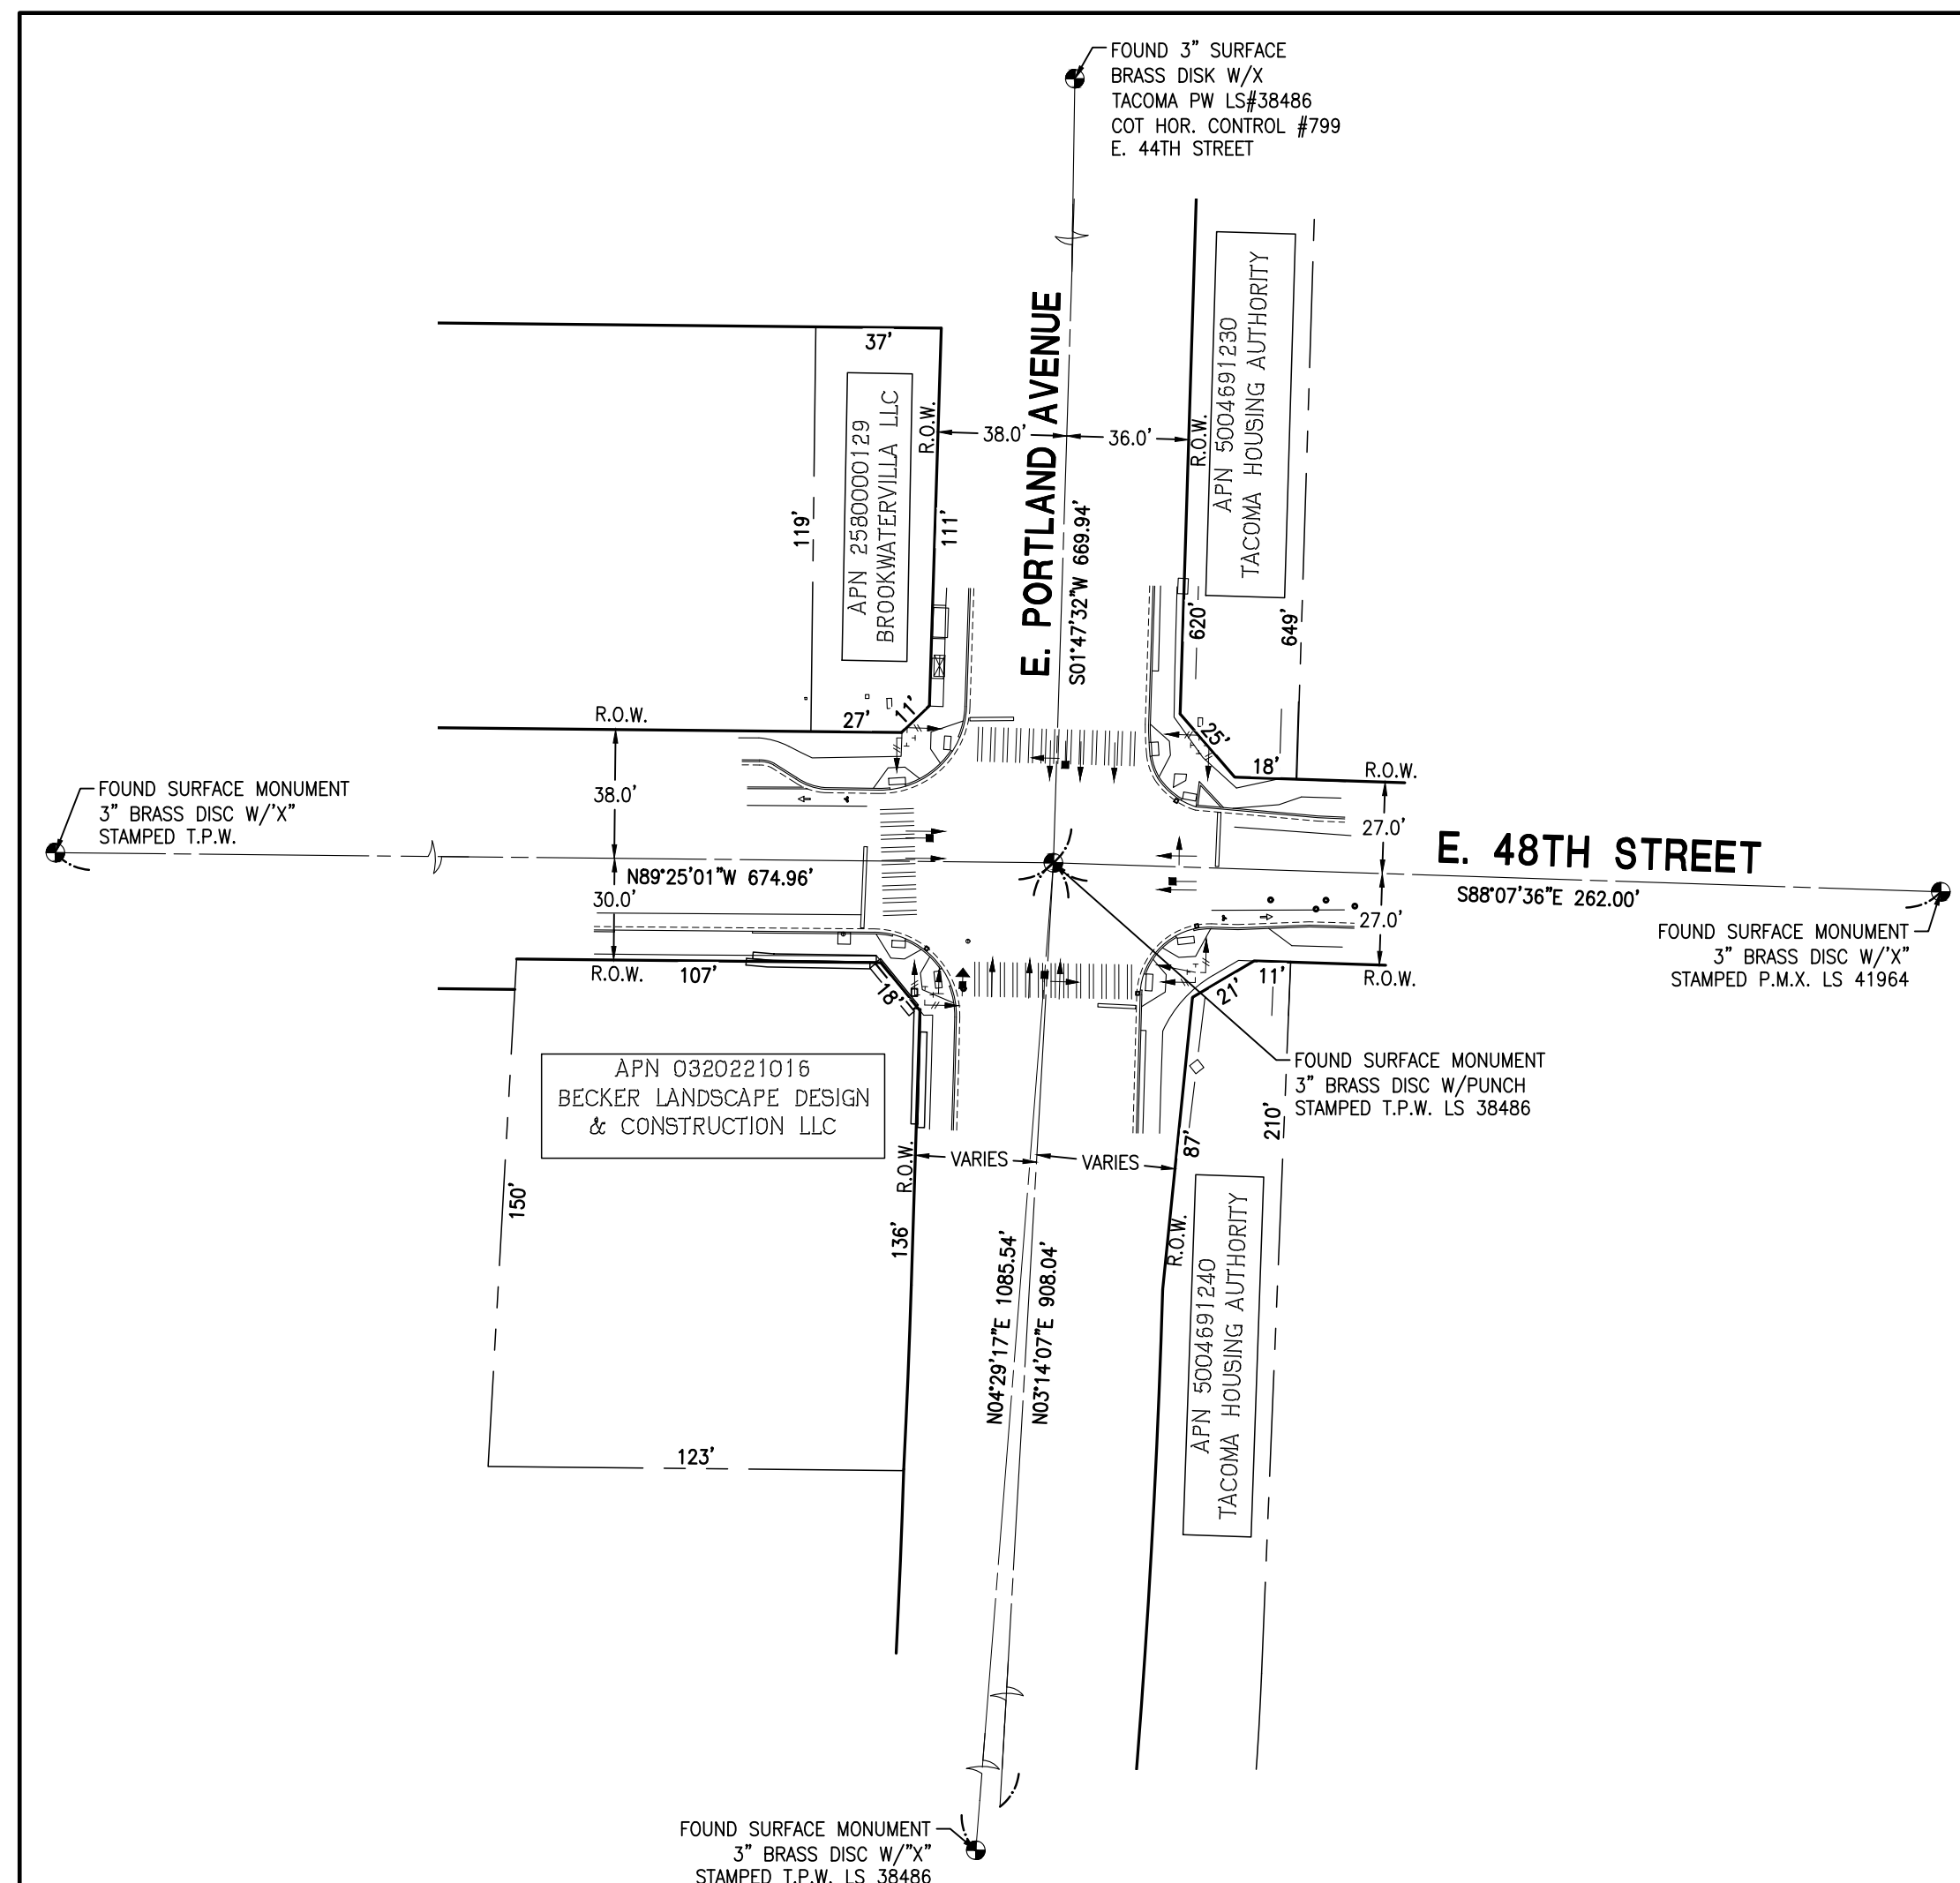 FOUND 3" SURFACE
BRASS DISK W/X
TACOMA PW LS#38486
COT HOR. CONTROL #799
E. 44TH STREET
37'
APN 2580000129
BROOKWATERVILLA LLC
R.O.W.
119'
111'
38.0'
36.0'
E. PORTLAND AVENUE
S01°47'32"W 669.94'
R.O.W.
APN 5004691230
TACOMA HOUSING AUTHORITY
620'
649'
R.O.W.
27'
11'
25'
18'
R.O.W.
FOUND SURFACE MONUMENT
3" BRASS DISC W/'X"
STAMPED T.P.W.
38.0'
27.0'
E. 48TH STREET
N89°25'01"W 674.96'
S88°07'36"E 262.00'
30.0'
27.0'
FOUND SURFACE MONUMENT
3" BRASS DISC W/'X"
STAMPED P.M.X. LS 41964
R.O.W.
107'
18'
21'
11'
R.O.W.
FOUND SURFACE MONUMENT
3" BRASS DISC W/PUNCH
STAMPED T.P.W. LS 38486
APN 0320221016
BECKER LANDSCAPE DESIGN
& CONSTRUCTION LLC
R.O.W.
VARIES
VARIES
87'
210'
150'
136'
R.O.W.
N04°29'17"E 1085.54'
N03°14'07"E 908.04'
APN 5004691240
TACOMA HOUSING AUTHORITY
123'
FOUND SURFACE MONUMENT
3" BRASS DISC W/"X"
STAMPED T.P.W. LS 38486